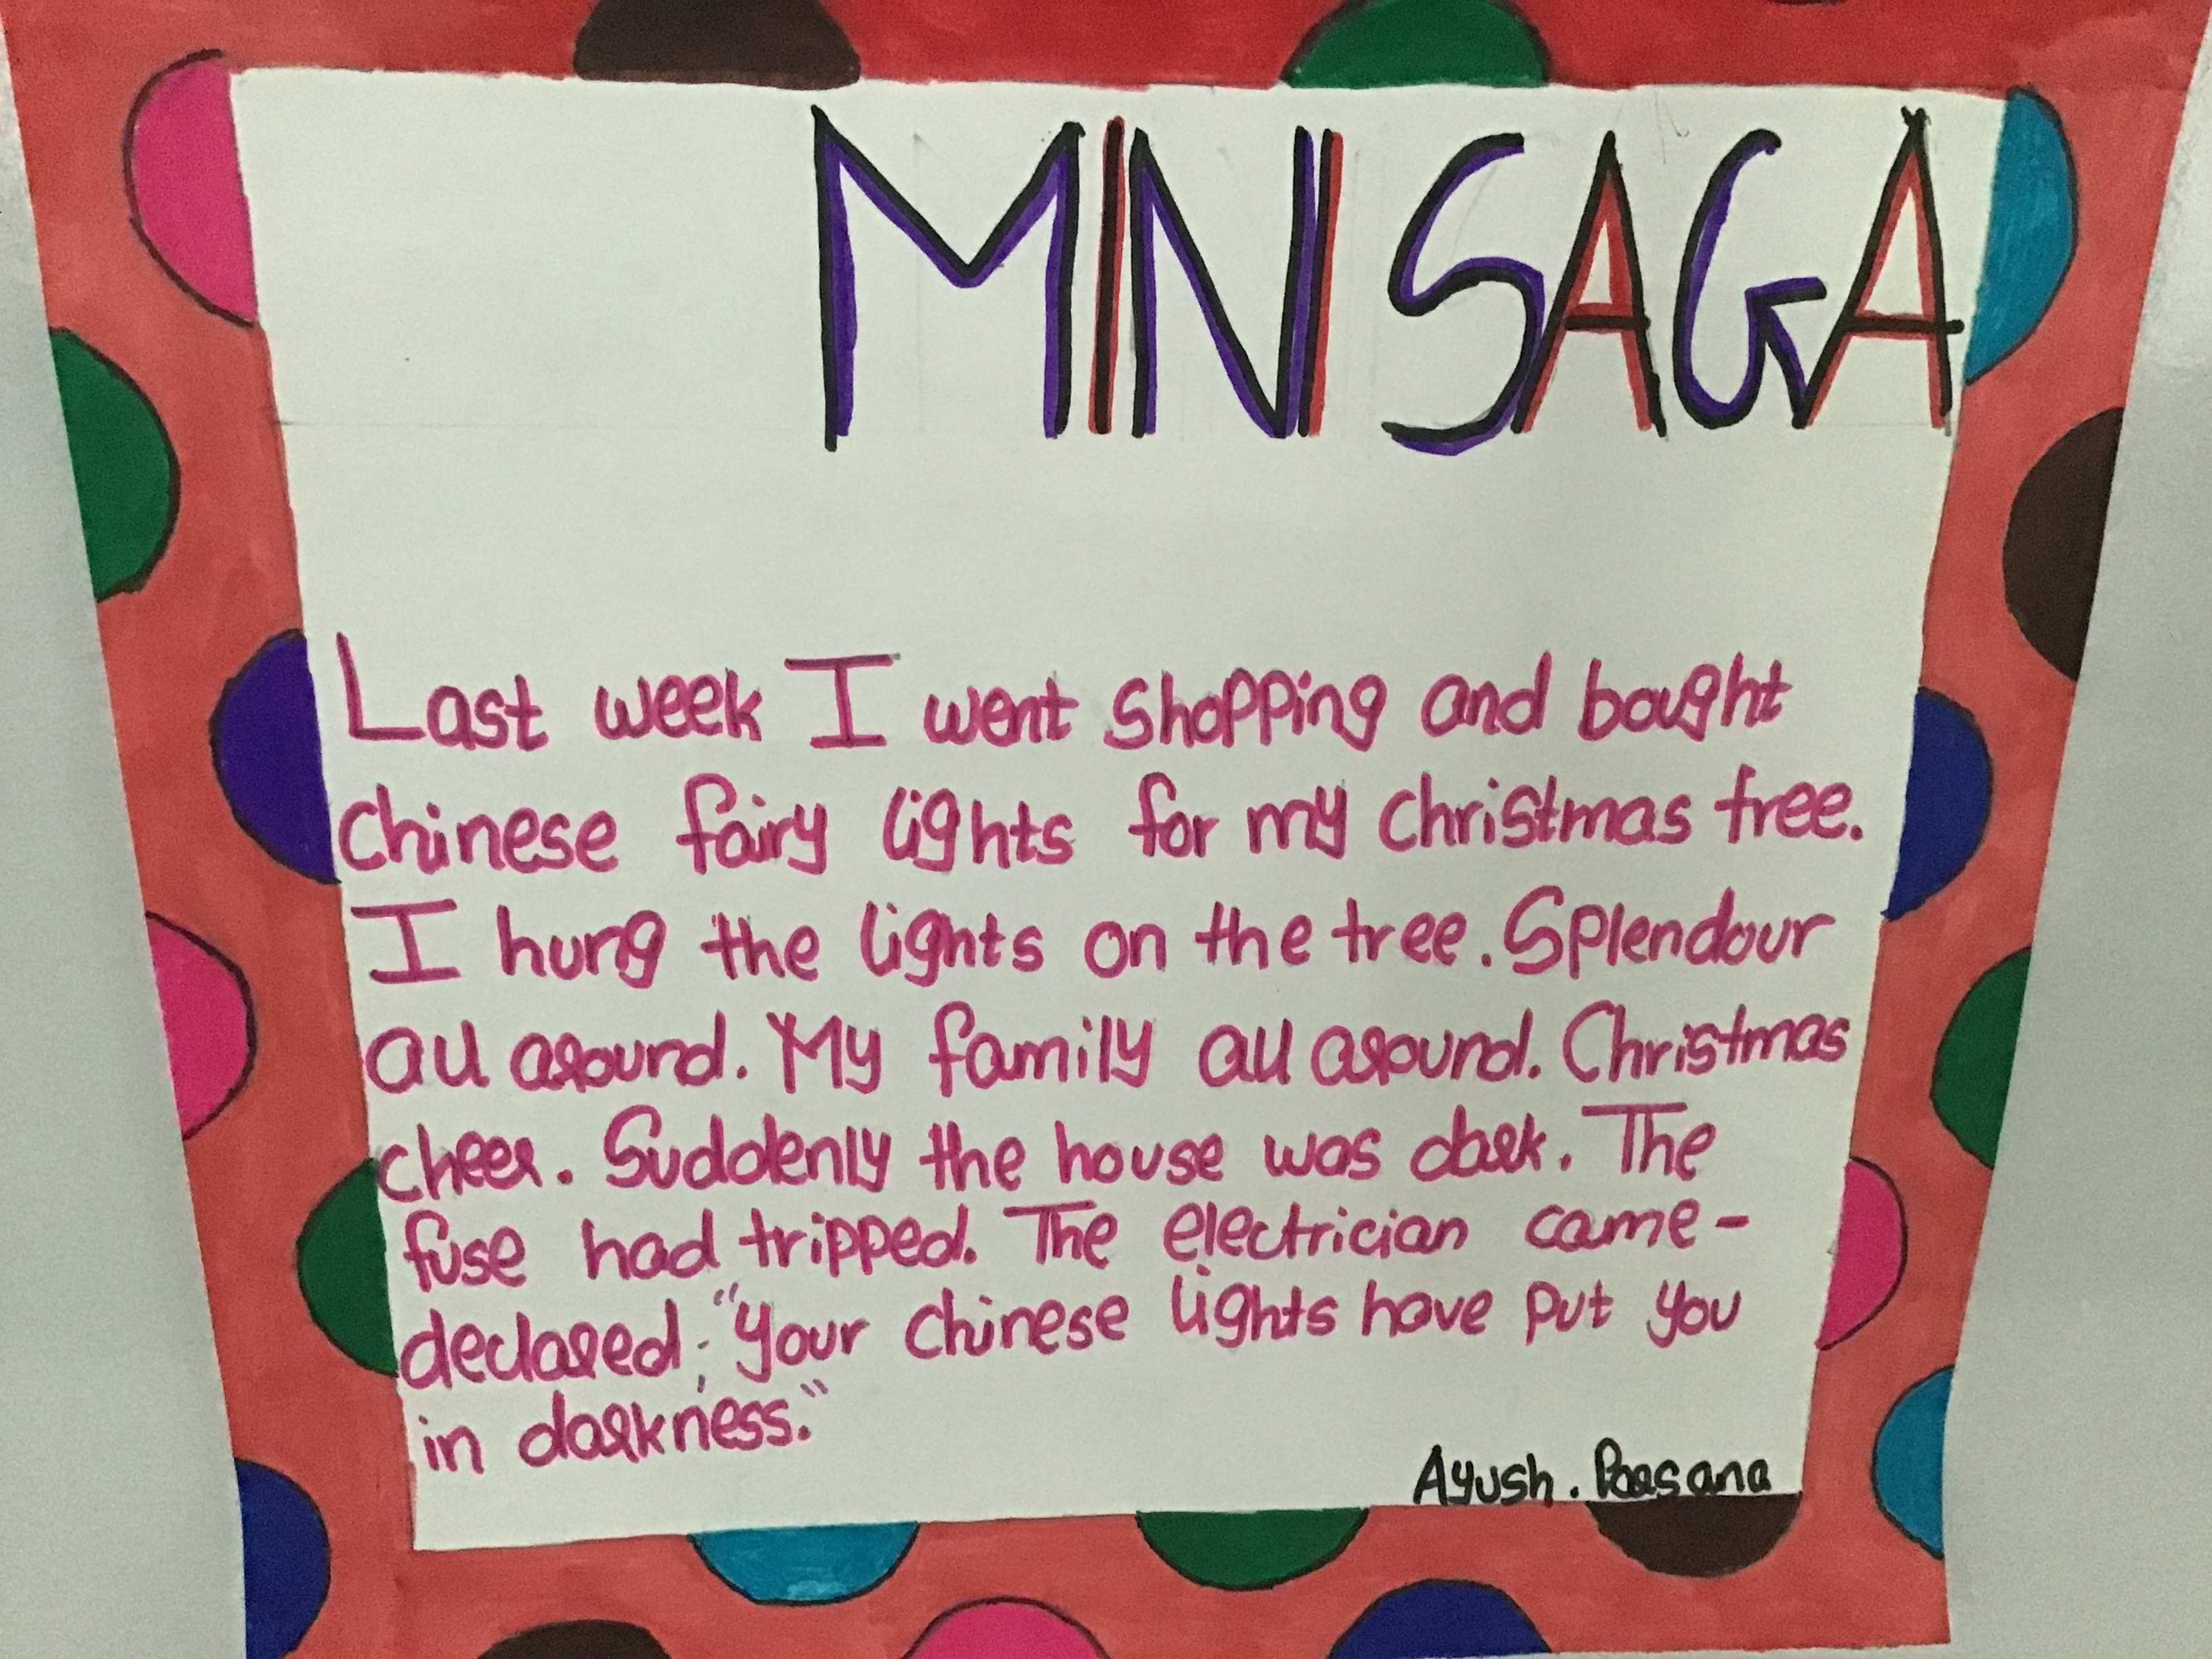 MINI SAGA
Last week I went shopping and bought
chinese fairy lights for my christmas tree.
I hung the lights on the tree. Splendour
all around. My family all around. Christmas
cheer. Suddenly the house was dark. The
fuse had tripped. The electrician came-
declared; "your chinese lights have put you
in darkness."
Ayush.